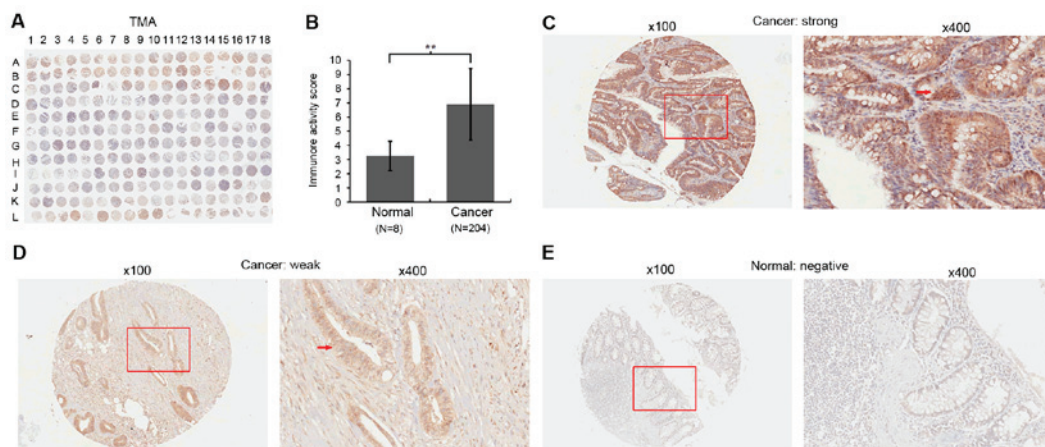 A
TMA
1 2 3 4 5 6 7 8 9 10 11 12 13 14 15 16 17 18
A
B
C
D
E
F
G
H
I
J
K
L
B
**
Immunore activity score
10
9
8
7
6
5
4
3
2
1
0
Normal
(N=8)
Cancer
(N=204)
C
Cancer: strong
x100
x400
D
Cancer: weak
x100
x400
E
Normal: negative
x100
x400